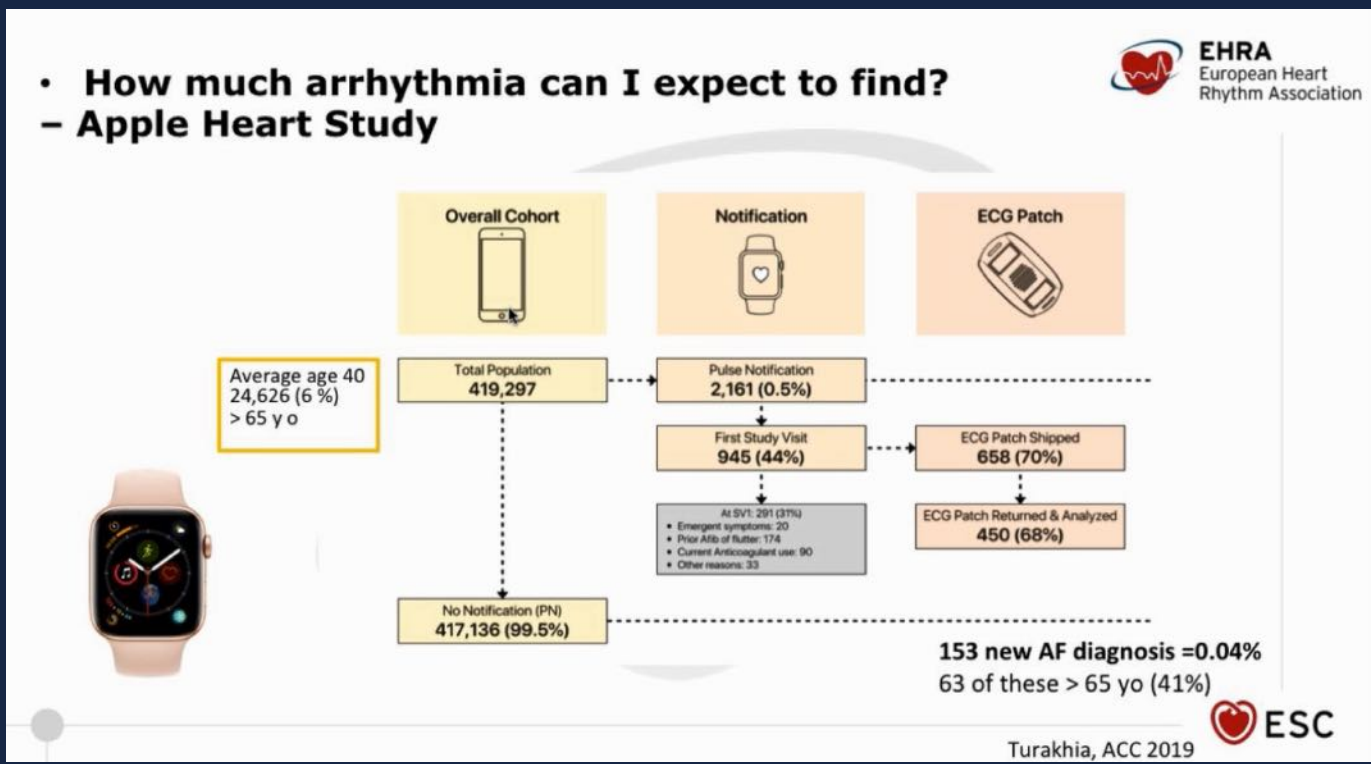 • How much arrhythmia can I expect to find?
– Apple Heart Study
EHRA
European Heart
Rhythm Association
Overall Cohort
Notification
ECG Patch
Average age 40
24,626 (6 %)
> 65 y o
Total Population
419,297
Pulse Notification
2,161 (0.5%)
First Study Visit
945 (44%)
ECG Patch Shipped
658 (70%)
At SV1: 291 (31%)
• Emergent symptoms: 20
• Prior Afib of flutter: 174
• Current Anticoagulant use: 90
• Other reasons: 33
ECG Patch Returned & Analyzed
450 (68%)
No Notification (PN)
417,136 (99.5%)
153 new AF diagnosis =0.04%
63 of these > 65 yo (41%)
ESC
Turakhia, ACC 2019